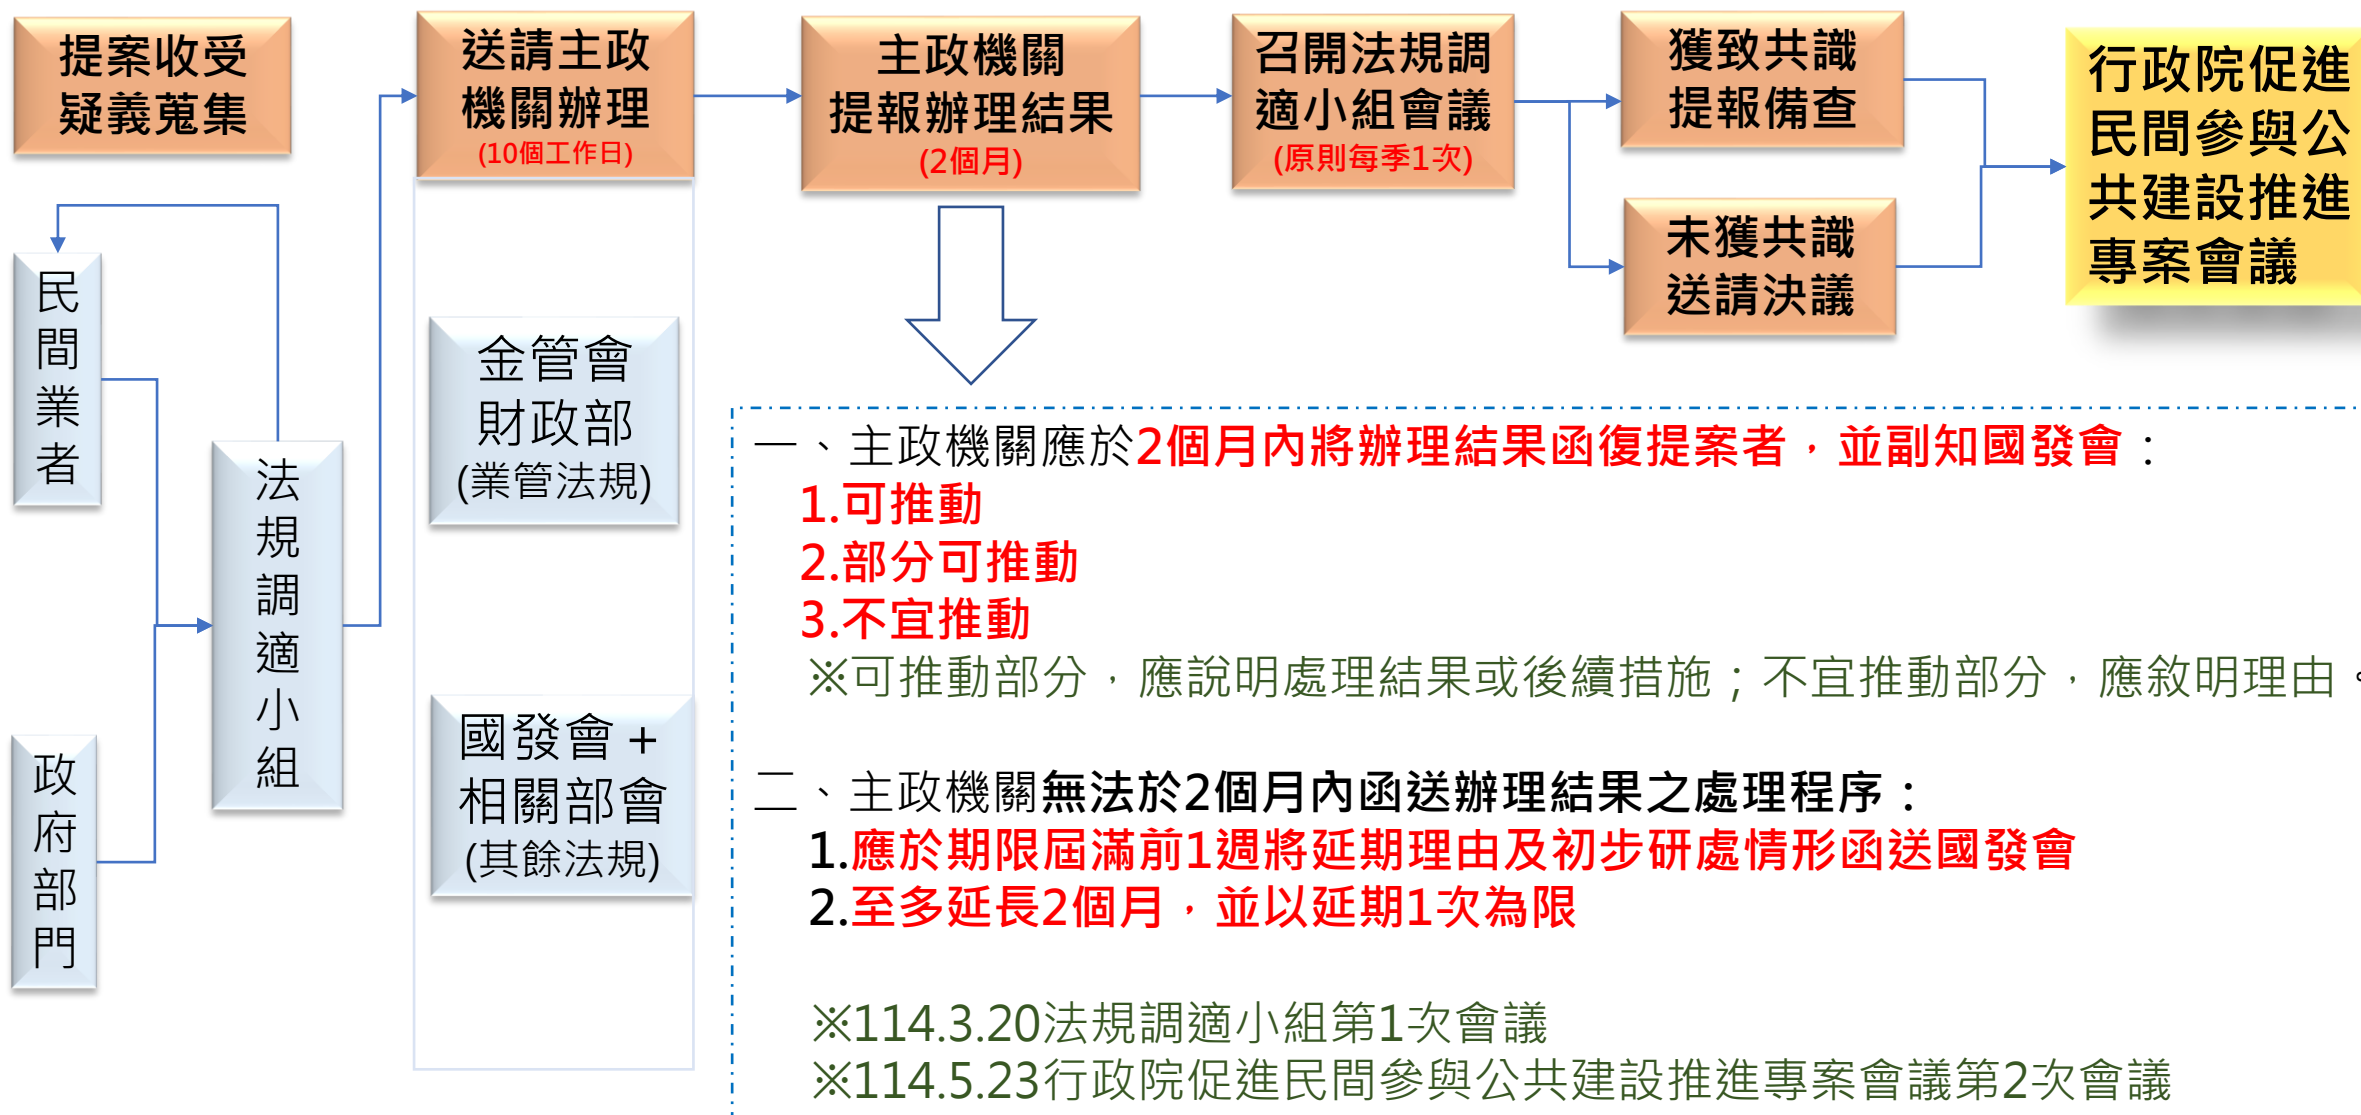 提案收受
疑義蒐集
送請主政
機關辦理
(10個工作日)
主政機關
提報辦理結果
(2個月)
召開法規調
適小組會議
(原則每季1次)
獲致共識
提報備查
未獲共識
送請決議
行政院促進
民間參與公
共建設推進
專案會議
民間業者
政府部門
法規調適小組
金管會
財政部
(業管法規)
國發會+
相關部會
(其餘法規)
一、主政機關應於2個月內將辦理結果函復提案者，並副知國發會：
1.可推動
2.部分可推動
3.不宜推動
※可推動部分，應說明處理結果或後續措施；不宜推動部分，應敘明理由。
二、主政機關無法於2個月內函送辦理結果之處理程序：
1.應於期限屆滿前1週將延期理由及初步研處情形函送國發會
2.至多延長2個月，並以延期1次為限
※114.3.20法規調適小組第1次會議
※114.5.23行政院促進民間參與公共建設推進專案會議第2次會議